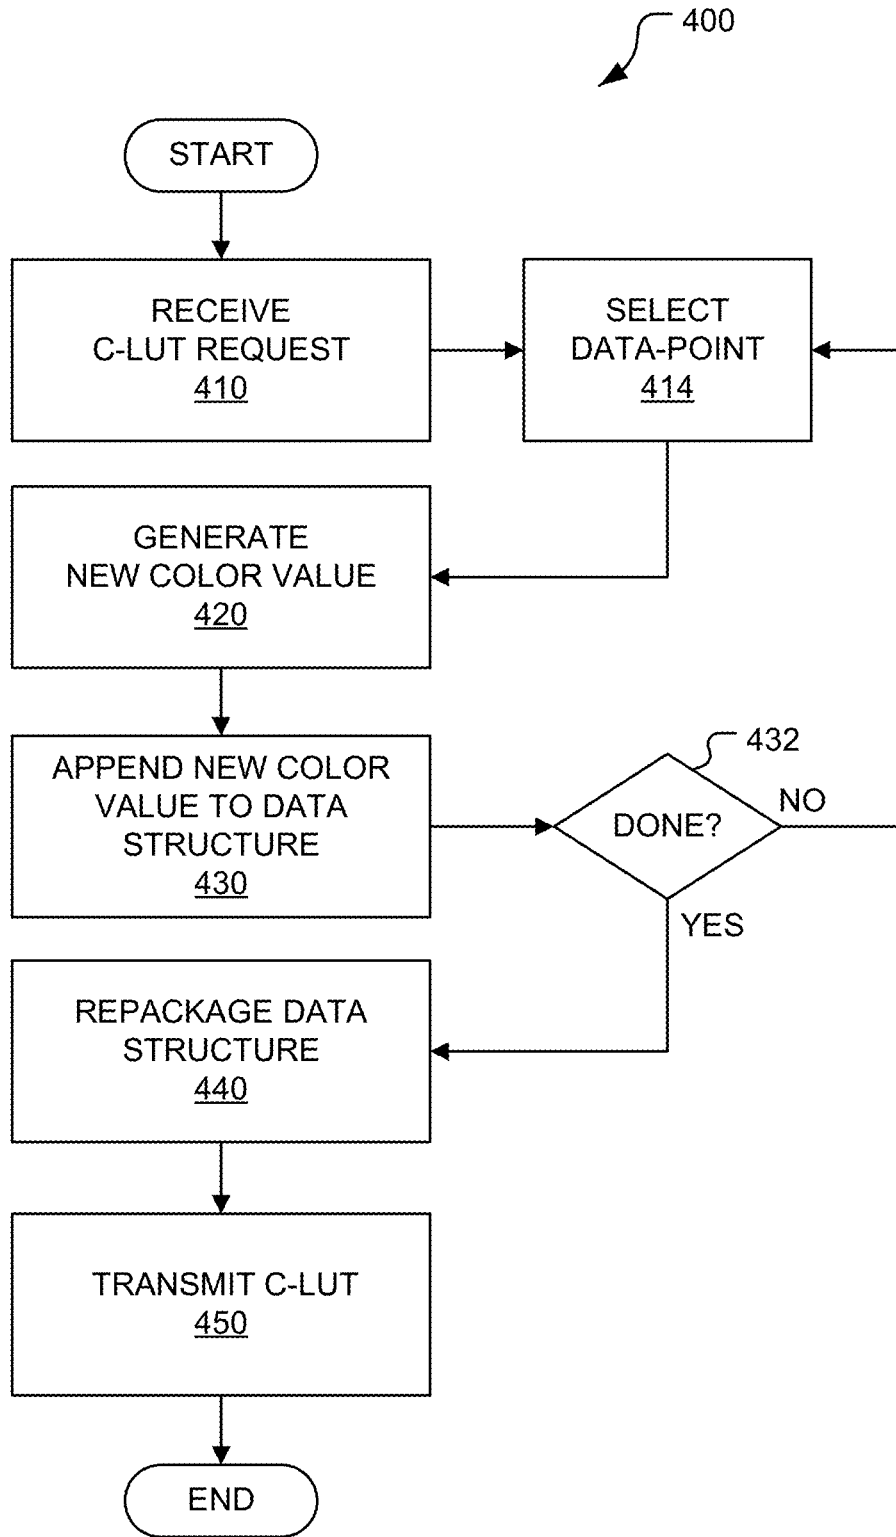 400
START
RECEIVE
C-LUT REQUEST
410
SELECT
DATA-POINT
414
GENERATE
NEW COLOR VALUE
420
APPEND NEW COLOR
VALUE TO DATA
STRUCTURE
430
432
DONE?
NO
YES
REPACKAGE DATA
STRUCTURE
440
TRANSMIT C-LUT
450
END